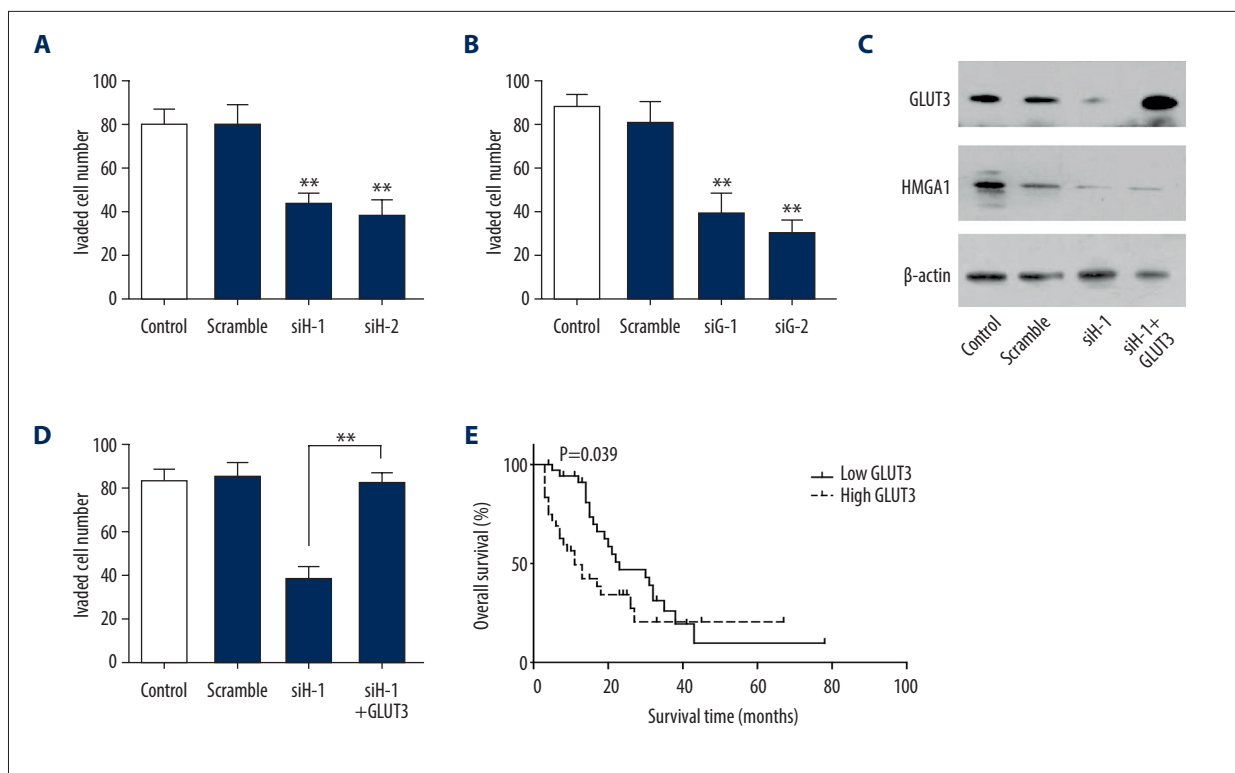 A
Ivaded cell number
100
80
60
40
20
0
**
**
Control
Scramble
siH-1
siH-2
B
Ivaded cell number
100
80
60
40
20
0
**
**
Control
Scramble
siG-1
siG-2
C
GLUT3
HMGA1
β-actin
Control
Scramble
siH-1
siH-1+
GLUT3
D
Ivaded cell number
100
80
60
40
20
0
**
Control
Scramble
siH-1
siH-1
+GLUT3
E
P=0.039
Low GLUT3
High GLUT3
Overall survival (%)
100
50
0
0
20
40
60
80
100
Survival time (months)